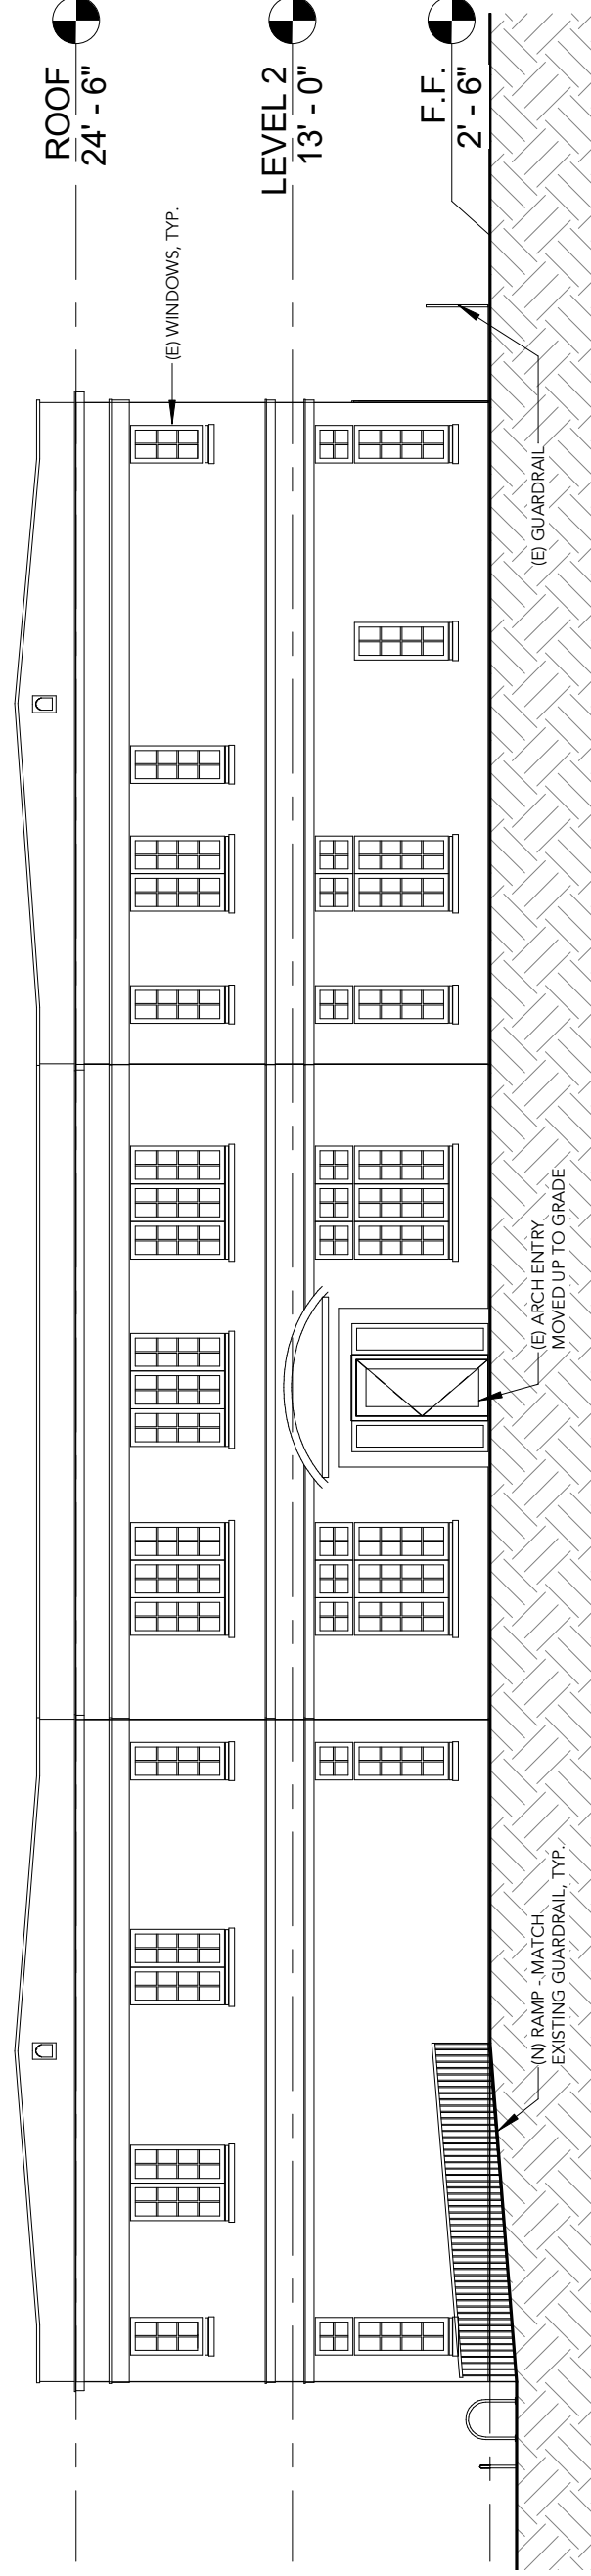 ROOF
24' - 6"
LEVEL 2
13' - 0"
F.F.
2' - 6"
(E) WINDOWS, TYP.
(E) GUARDRAIL
(E) ARCH ENTRY
MOVED UP TO GRADE
(N) RAMP - MATCH
EXISTING GUARDRAIL, TYP.